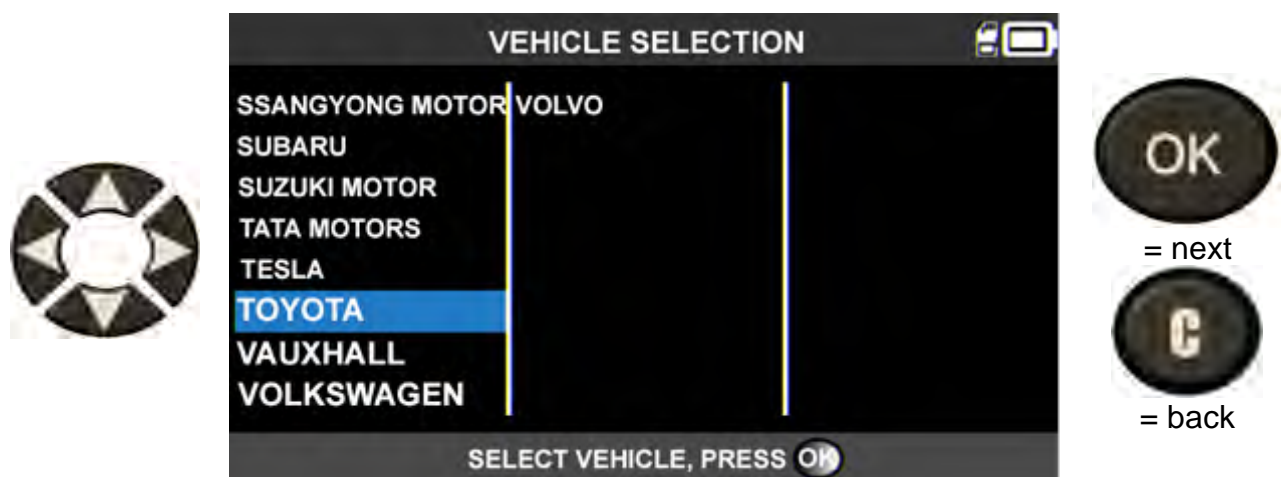 VEHICLE SELECTION
SSANGYONG MOTOR VOLVO
SUBARU
SUZUKI MOTOR
TATA MOTORS
TESLA
TOYOTA
VAUXHALL
VOLKSWAGEN
SELECT VEHICLE, PRESS OK
OK
= next
C
= back